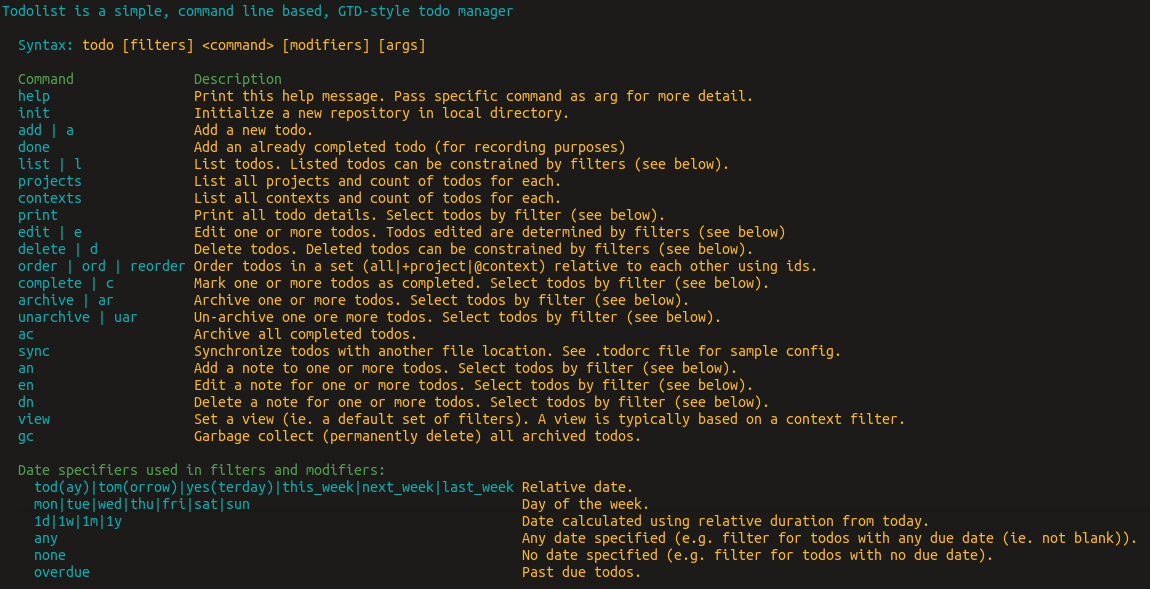 Todolist is a simple, command line based, GTD-style todo manager
Syntax: todo [filters] <command> [modifiers] [args]
Command Description
help Print this help message. Pass specific command as arg for more detail.
init Initialize a new repository in local directory.
add | a Add a new todo.
done Add an already completed todo (for recording purposes)
list | l List todos. Listed todos can be constrained by filters (see below).
projects List all projects and count of todos for each.
contexts List all contexts and count of todos for each.
print Print all todo details. Select todos by filter (see below).
edit | e Edit one or more todos. Todos edited are determined by filters (see below)
delete | d Delete todos. Deleted todos can be constrained by filters (see below).
order | ord | reorder Order todos in a set (all|+project|@context) relative to each other using ids.
complete | c Mark one or more todos as completed. Select todos by filter (see below).
archive | ar Archive one or more todos. Select todos by filter (see below).
unarchive | uar Un-archive one ore more todos. Select todos by filter (see below).
ac Archive all completed todos.
sync Synchronize todos with another file location. See .todorc file for sample config.
an Add a note to one or more todos. Select todos by filter (see below).
en Edit a note for one or more todos. Select todos by filter (see below).
dn Delete a note for one or more todos. Select todos by filter (see below).
view Set a view (ie. a default set of filters). A view is typically based on a context filter.
gc Garbage collect (permanently delete) all archived todos.
Date specifiers used in filters and modifiers:
tod(ay)|tom(orrow)|yes(terday)|this_week|next_week|last_week Relative date.
mon|tue|wed|thu|fri|sat|sun Day of the week.
1d|1w|1m|1y Date calculated using relative duration from today.
any Any date specified (e.g. filter for todos with any due date (ie. not blank)).
none No date specified (e.g. filter for todos with no due date).
overdue Past due todos.